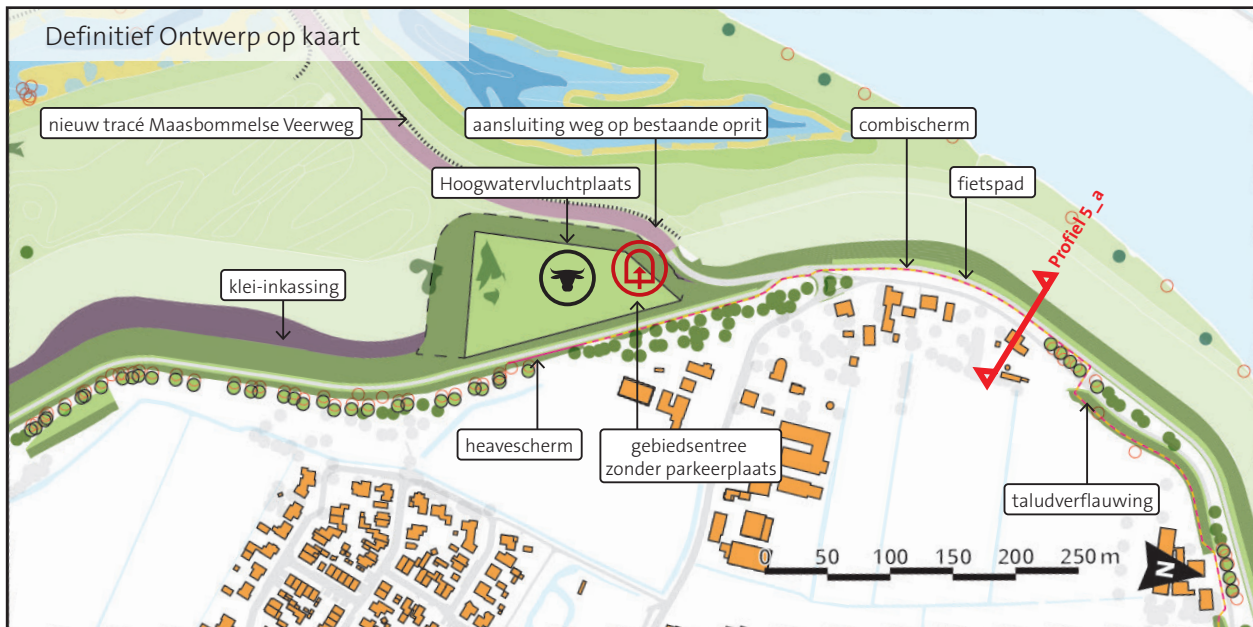 Definitief Ontwerp op kaart
nieuw tracé Maasbommelse Veerweg
aansluiting weg op bestaande oprit
combischerm
Hoogwatervluchtplaats
fietspad
Profiel 5_a
klei-inkassing
heavescherm
gebiedsentree
zonder parkeerplaats
taludverflauwing
0 50 100 150 200 250 m
N